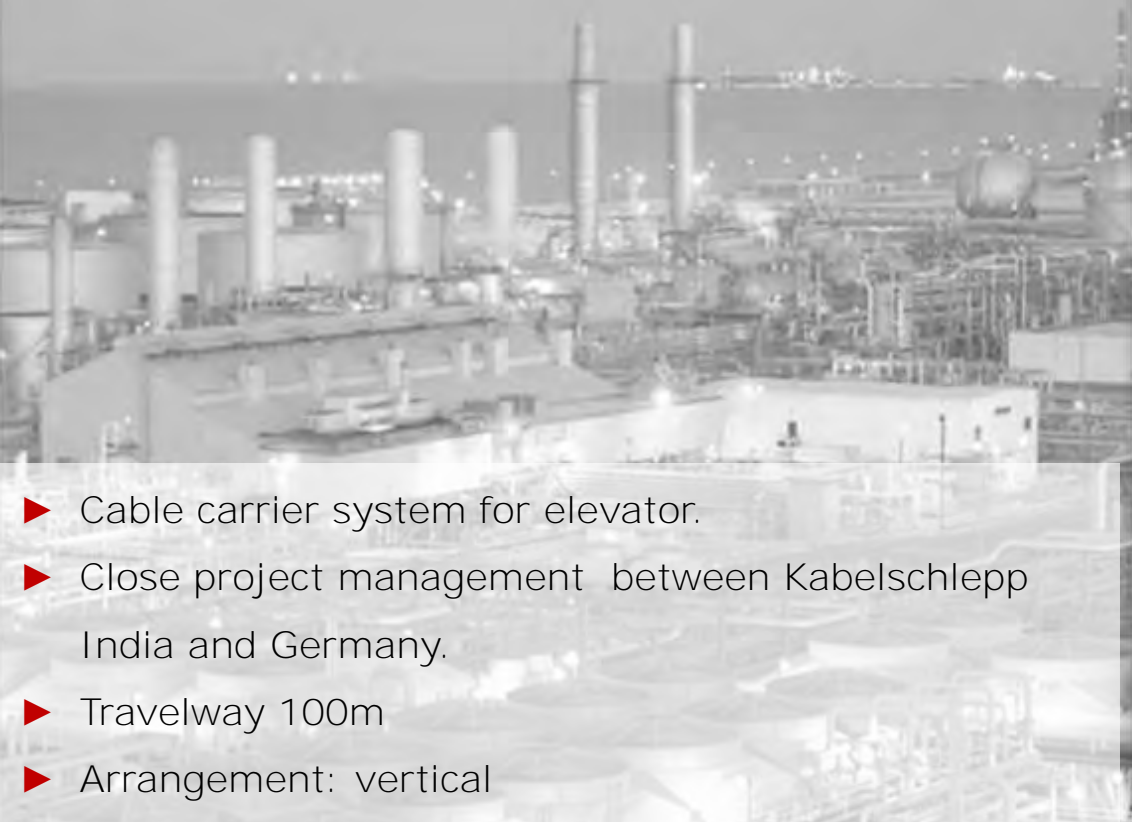 ► Cable carrier system for elevator.
► Close project management between Kabelschlepp
India and Germany.
► Travelway 100m
► Arrangement: vertical